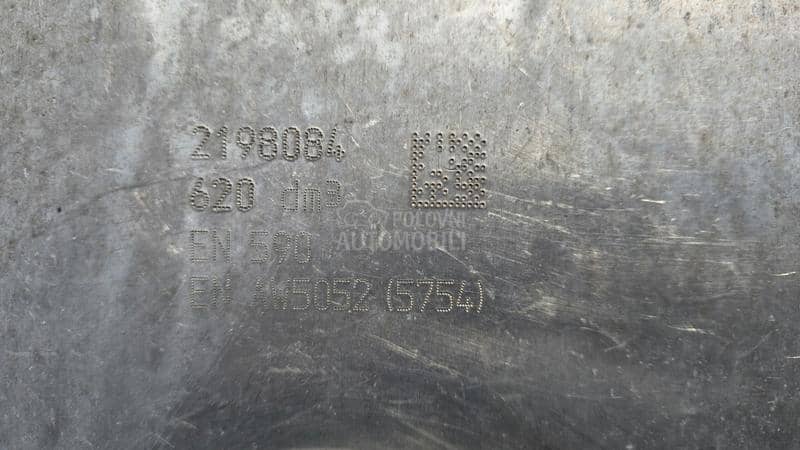 2198084
620 dm3
POLOVNI
AUTOMOBILI
EN 590
EN AW5052 (5754)